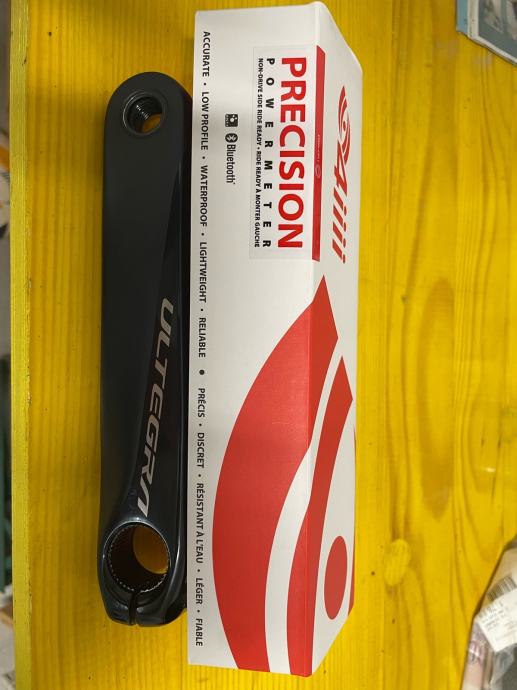 4iiii
PRECISION
POWERMETER
NON-DRIVE SIDE RIDE READY • RIDE READY À MONTER GAUCHE
Bluetooth
ACCURATE • LOW PROFILE • WATERPROOF • LIGHTWEIGHT • RELIABLE • PRÉCIS • DISCRET • RÉSISTANT À L'EAU • LÉGER • FIABLE
ULTEGRA